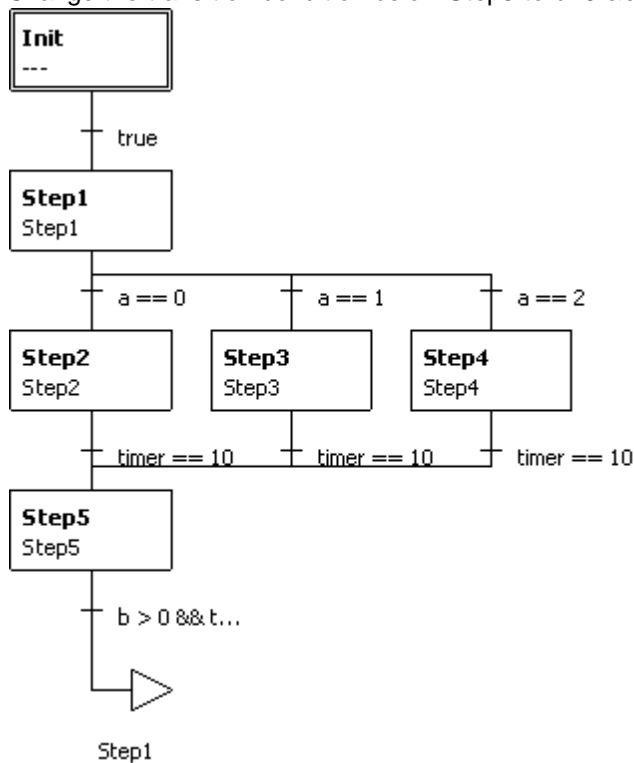 Init
---
true
Step1
Step1
a == 0
a == 1
a == 2
Step2
Step2
Step3
Step3
Step4
Step4
timer == 10
timer == 10
timer == 10
Step5
Step5
b > 0 && t...
Step1